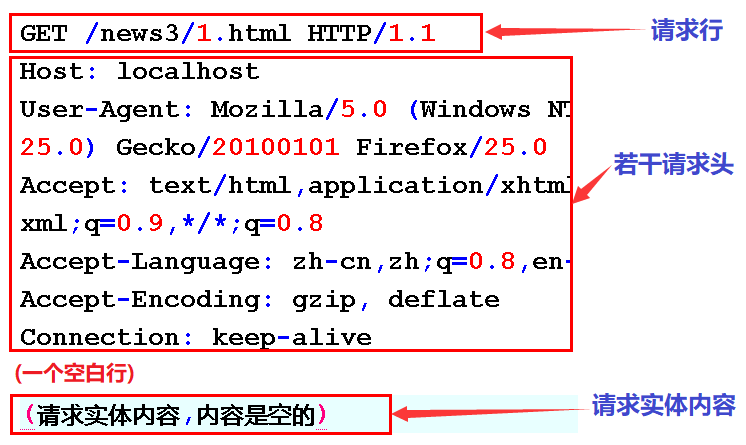 GET /news3/1.html HTTP/1.1
请求行
Host: localhost
User-Agent: Mozilla/5.0 (Windows NT
25.0) Gecko/20100101 Firefox/25.0
若干请求头
Accept: text/html,application/xhtml
xml;q=0.9,*/*;q=0.8
Accept-Language: zh-cn,zh;q=0.8,en-
Accept-Encoding: gzip, deflate
Connection: keep-alive
(一个空白行)
(请求实体内容,内容是空的)
请求实体内容